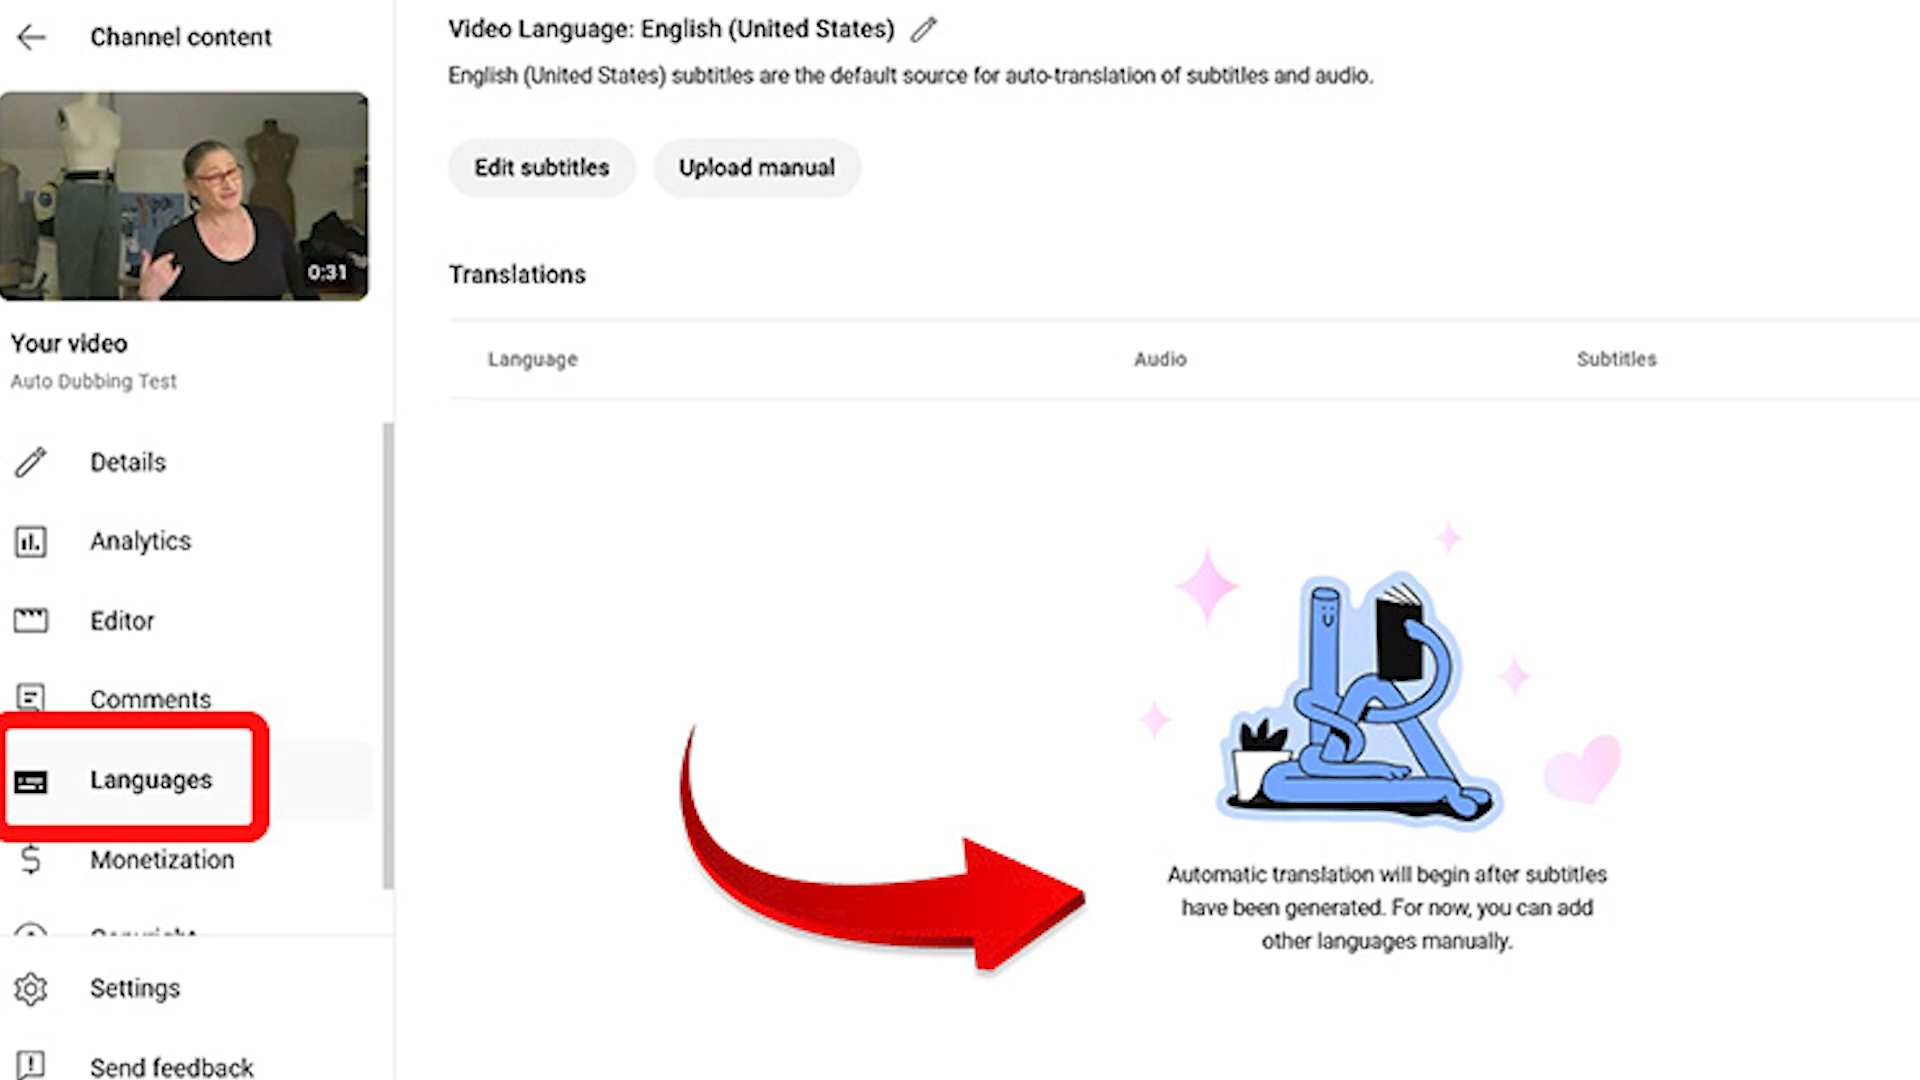 Channel content
0:31
Your video
Auto Dubbing Test
Details
Analytics
Editor
Comments
Languages
Monetization
Settings
Send feedback
Video Language: English (United States)
English (United States) subtitles are the default source for auto-translation of subtitles and audio.
Edit subtitles Upload manual
Translations
Language Audio Subtitles
Automatic translation will begin after subtitles
have been generated. For now, you can add
other languages manually.